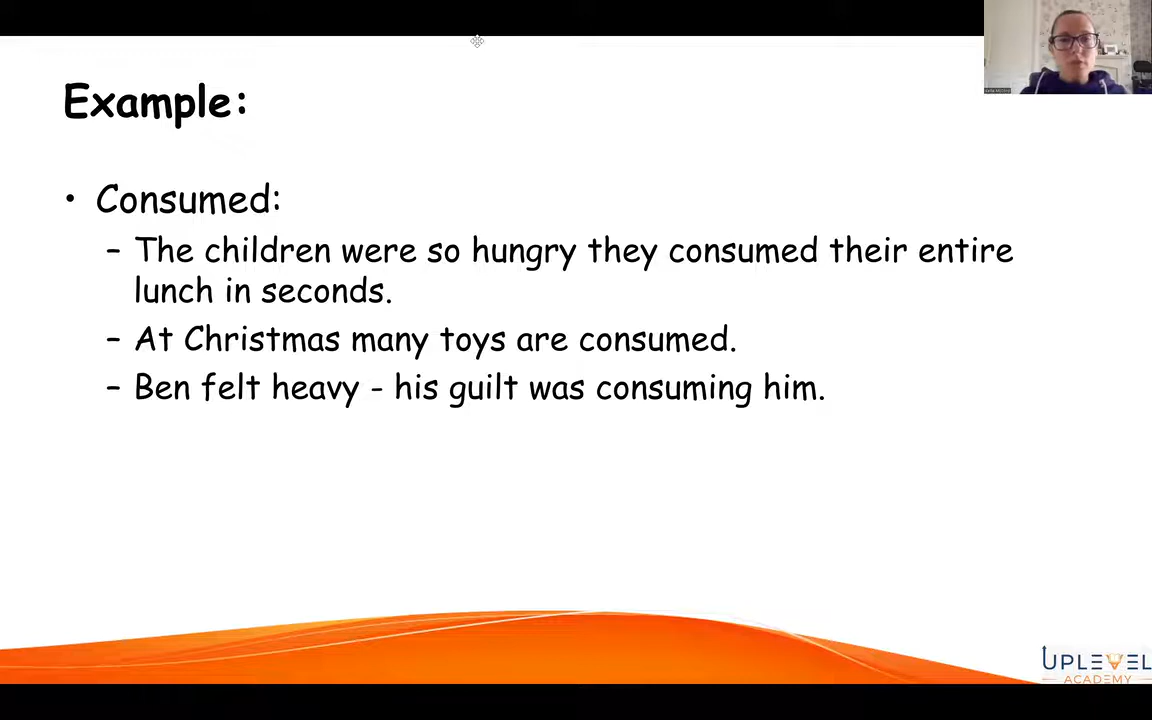 Example:
• Consumed:
– The children were so hungry they consumed their entire
lunch in seconds.
– At Christmas many toys are consumed.
– Ben felt heavy - his guilt was consuming him.
UPLEVEL
ACADEMY